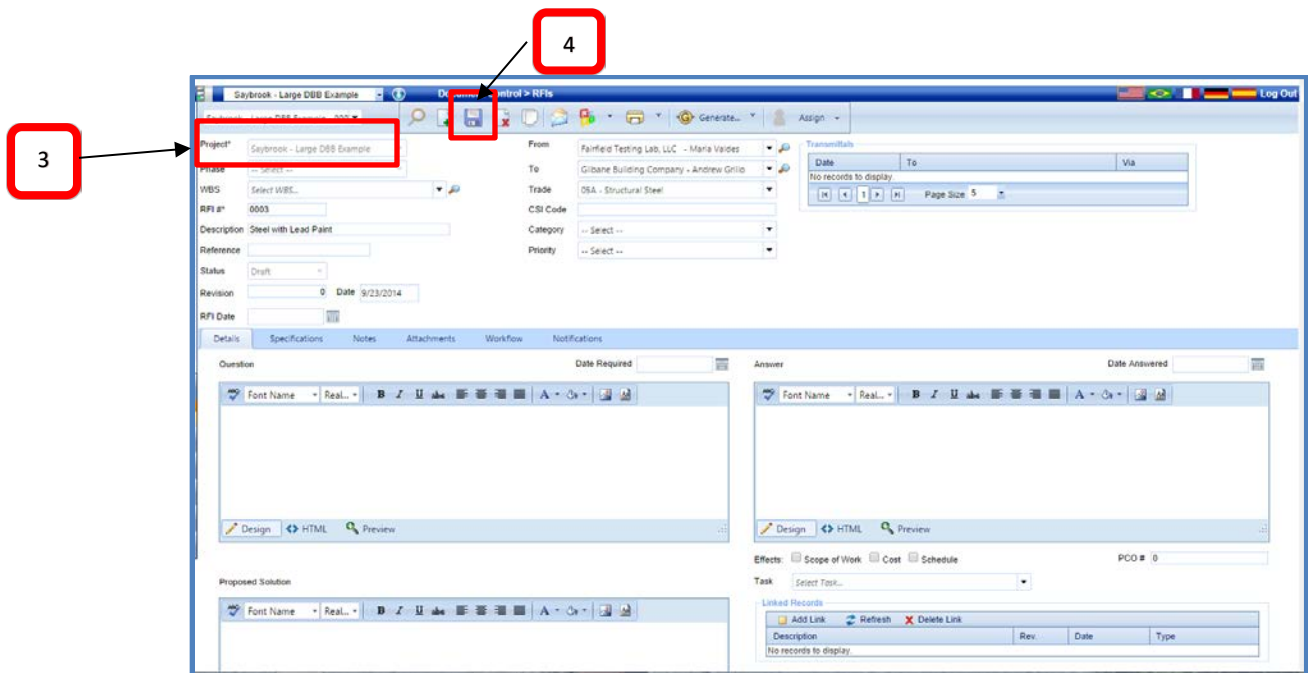 4
3
Saybrook - Large DBB Example
Document Control > RFIs
Log Out
Generate...
Assign
Project* Saybrook - Large DBB Example
From Fairfield Testing Lab, LLC - Maria Valdes
Transmittals
Phase -- Select --
To Gilbane Building Company - Andrew Grillo
Date To Via
No records to display.
WBS Select WBS...
Trade 05A - Structural Steel
1 Page Size 5
RFI #* 0003
CSI Code
Description Steel with Lead Paint
Category -- Select --
Reference
Priority -- Select --
Status Draft
Revision 0 Date 9/23/2014
RFI Date
Details Specifications Notes Attachments Workflow Notifications
Question Date Required
Answer Date Answered
Font Name Real... B I U abc A
Font Name Real... B I U abc A
Design HTML Preview
Design HTML Preview
Effects: Scope of Work Cost Schedule PCO # 0
Proposed Solution
Task Select Task...
Font Name Real... B I U abc A
Linked Records
Add Link Refresh Delete Link
Description Rev. Date Type
No records to display.